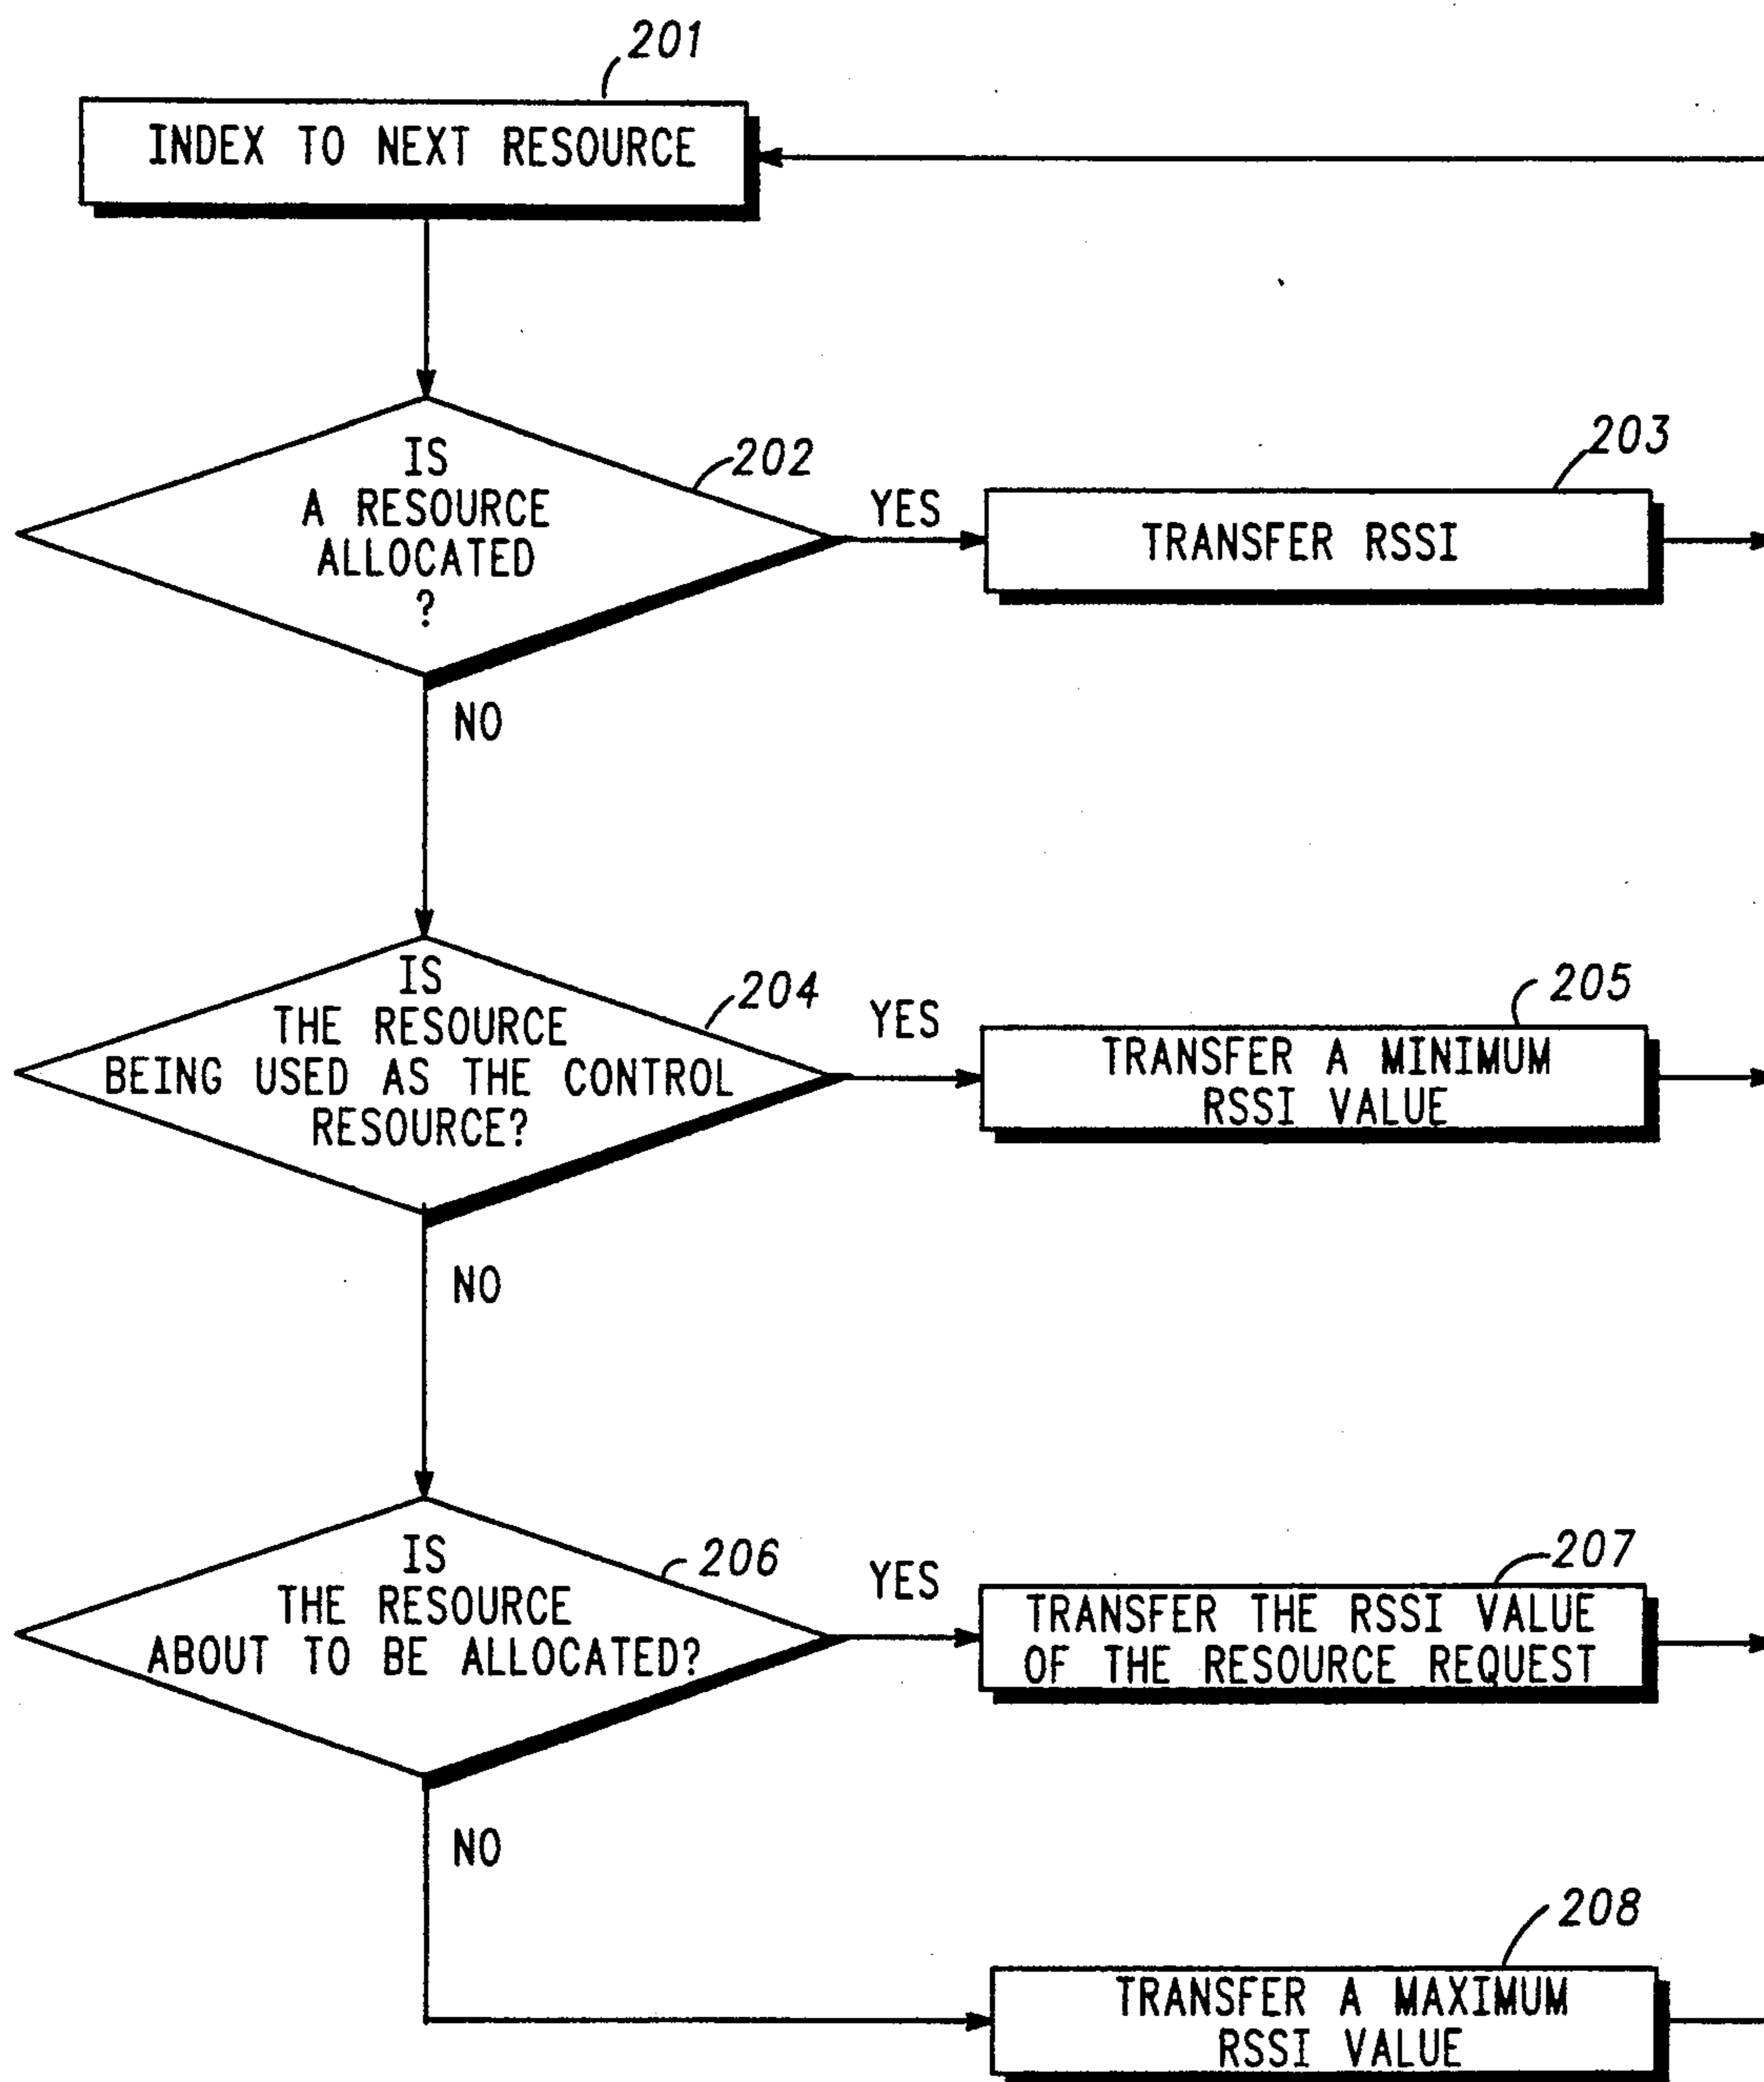 201
INDEX TO NEXT RESOURCE
IS
A RESOURCE
ALLOCATED
?
202
YES
203
TRANSFER RSSI
NO
IS
THE RESOURCE
BEING USED AS THE CONTROL
RESOURCE?
204
YES
205
TRANSFER A MINIMUM
RSSI VALUE
NO
IS
THE RESOURCE
ABOUT TO BE ALLOCATED?
206
YES
207
TRANSFER THE RSSI VALUE
OF THE RESOURCE REQUEST
NO
208
TRANSFER A MAXIMUM
RSSI VALUE